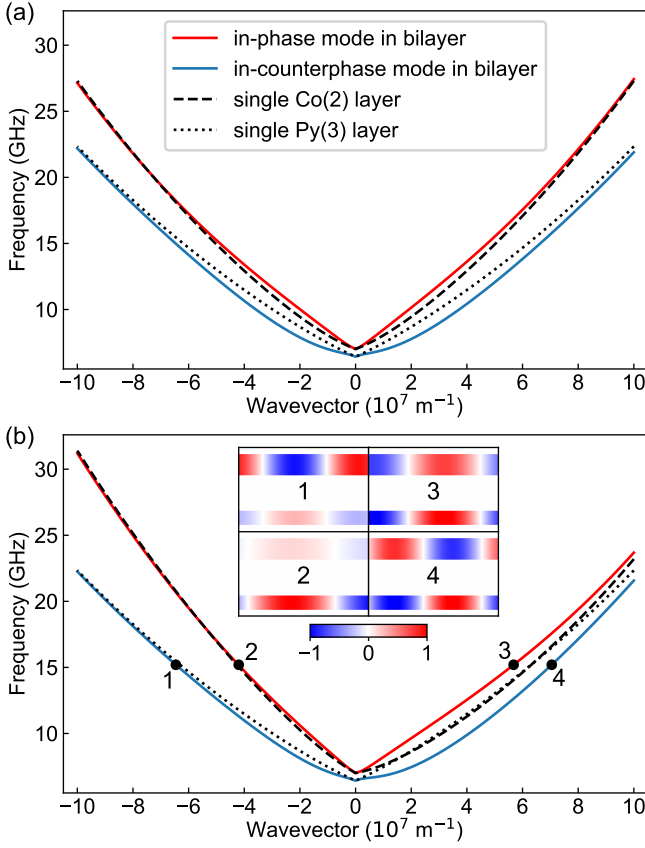 (a)
30
25
20
15
10
Frequency (GHz)
in-phase mode in bilayer
in-counterphase mode in bilayer
single Co(2) layer
single Py(3) layer
−10 −8 −6 −4 −2 0 2 4 6 8 10
Wavevector (10⁷ m⁻¹)
(b)
30
25
20
15
10
Frequency (GHz)
1 3
2 4
−1 0 1
1 2 3 4
−10 −8 −6 −4 −2 0 2 4 6 8 10
Wavevector (10⁷ m⁻¹)